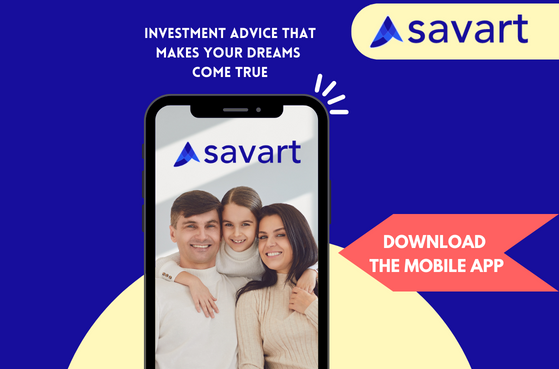 INVESTMENT ADVICE THAT
MAKES YOUR DREAMS
COME TRUE
savart
savart
DOWNLOAD
THE MOBILE APP